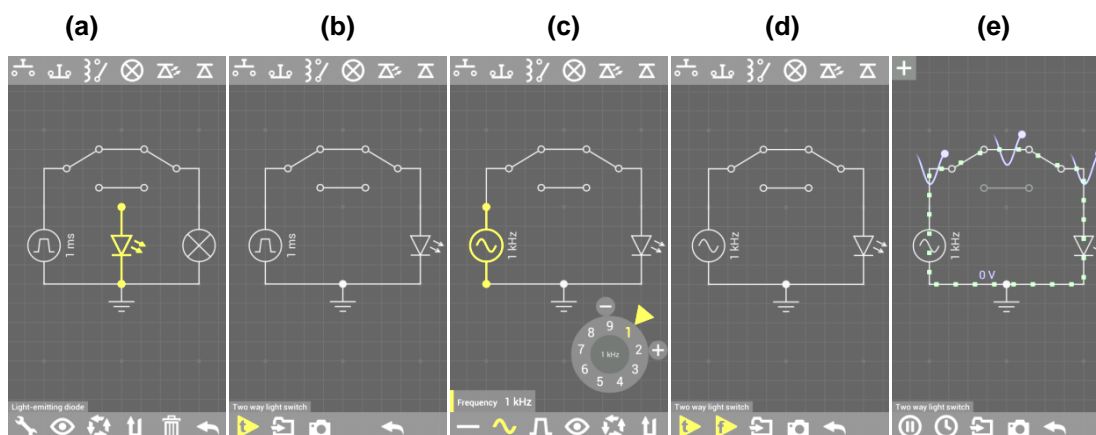 (a) (b) (c) (d) (e)
1 ms
Light-emitting diode
1 ms
Two way light switch
t
1 kHz
9
8 1
7 1 kHz 2
6 3
5 4
Frequency 1 kHz
1 kHz
Two way light switch
t f
1 kHz
0 V
Two way light switch